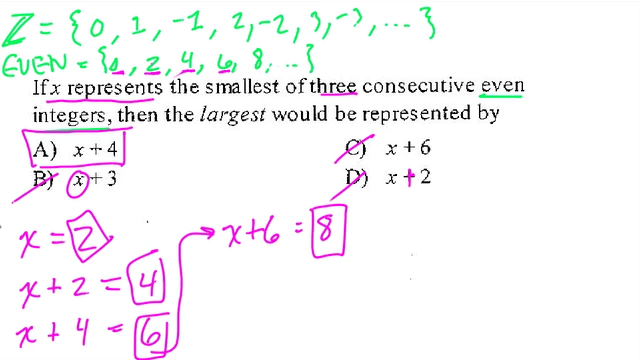 ℤ = {0, 1, -1, 2, -2, 3, -3, ...}
EVEN = {0, 2, 4, 6, 8, ...}
If x represents the smallest of three consecutive even
integers, then the largest would be represented by
A) x + 4
C) x + 6
B) x + 3
D) x + 2
x = 2
x + 6 = 8
x + 2 = 4
x + 4 = 6